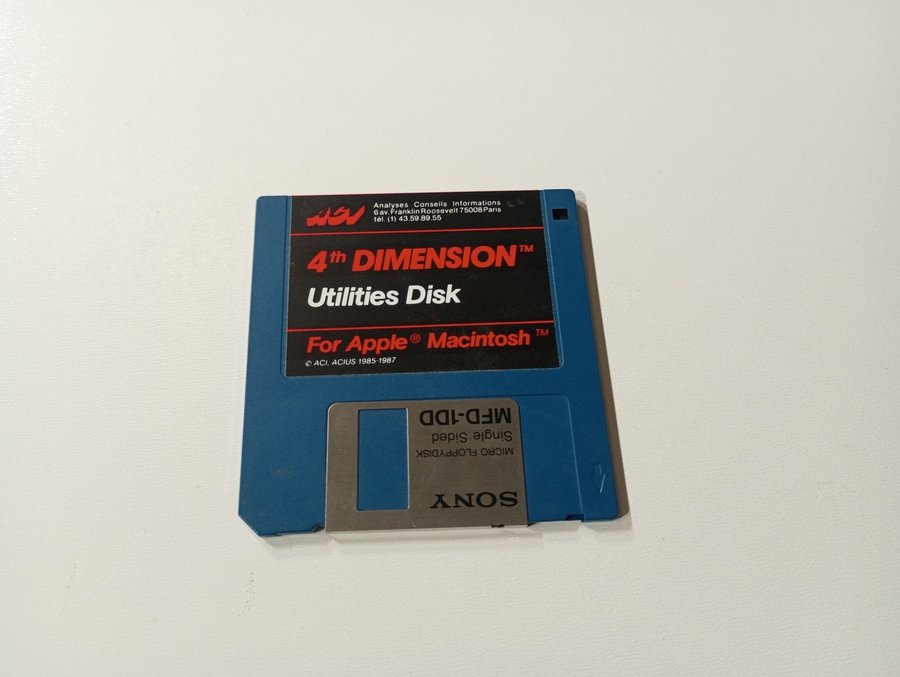 ACI
Analyses Conseils Informations
6 av. Franklin Roosevelt 75008 Paris
tél. (1) 43.59.89.55
4th DIMENSION™
Utilities Disk
For Apple® Macintosh™
© ACI, ACIUS 1985-1987
SONY
MICRO FLOPPYDISK
Single Sided
MFD-1DD